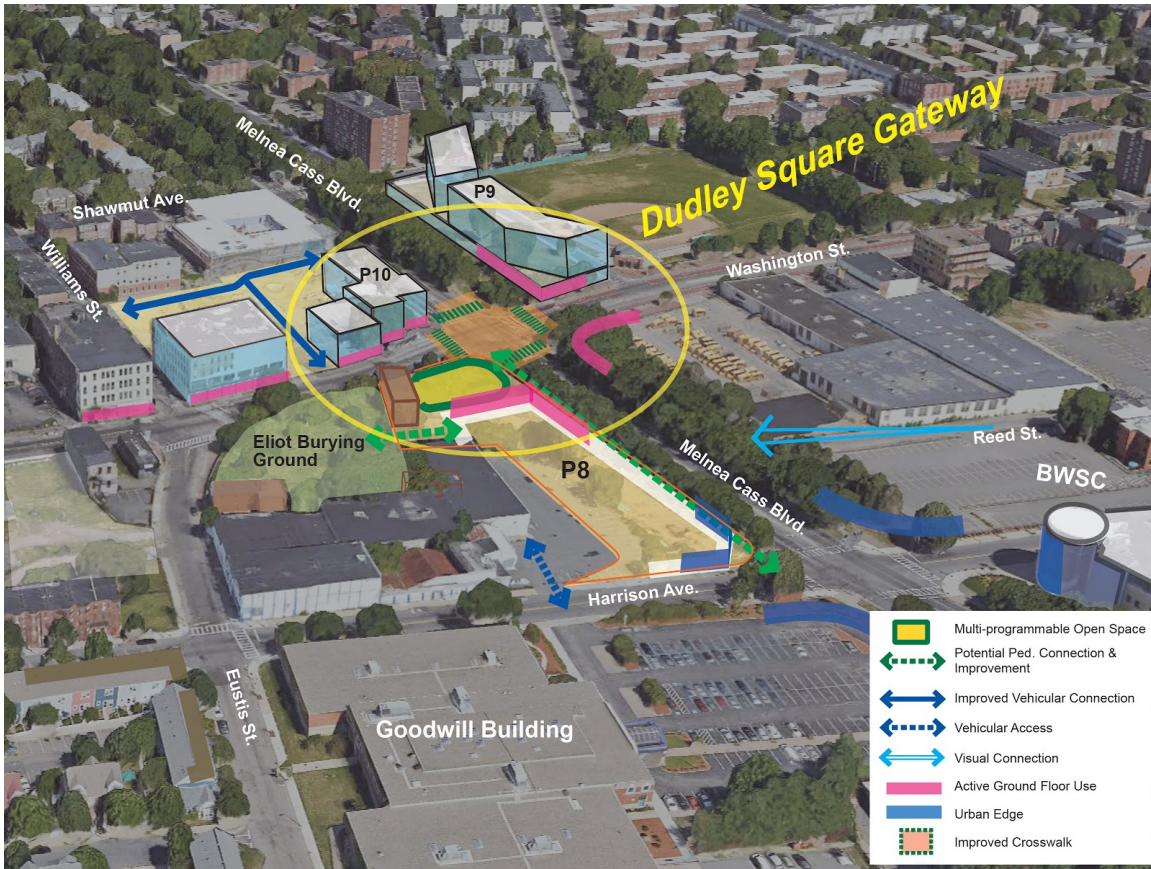 Dudley Square Gateway
Melnea Cass Blvd.
P9
Shawmut Ave.
Williams St.
P10
Washington St.
Eliot Burying
Ground
P8
Reed St.
BWSC
Melnea Cass Blvd.
Harrison Ave.
Eustis St.
Goodwill Building
Multi-programmable Open Space
Potential Ped. Connection &
Improvement
Improved Vehicular Connection
Vehicular Access
Visual Connection
Active Ground Floor Use
Urban Edge
Improved Crosswalk